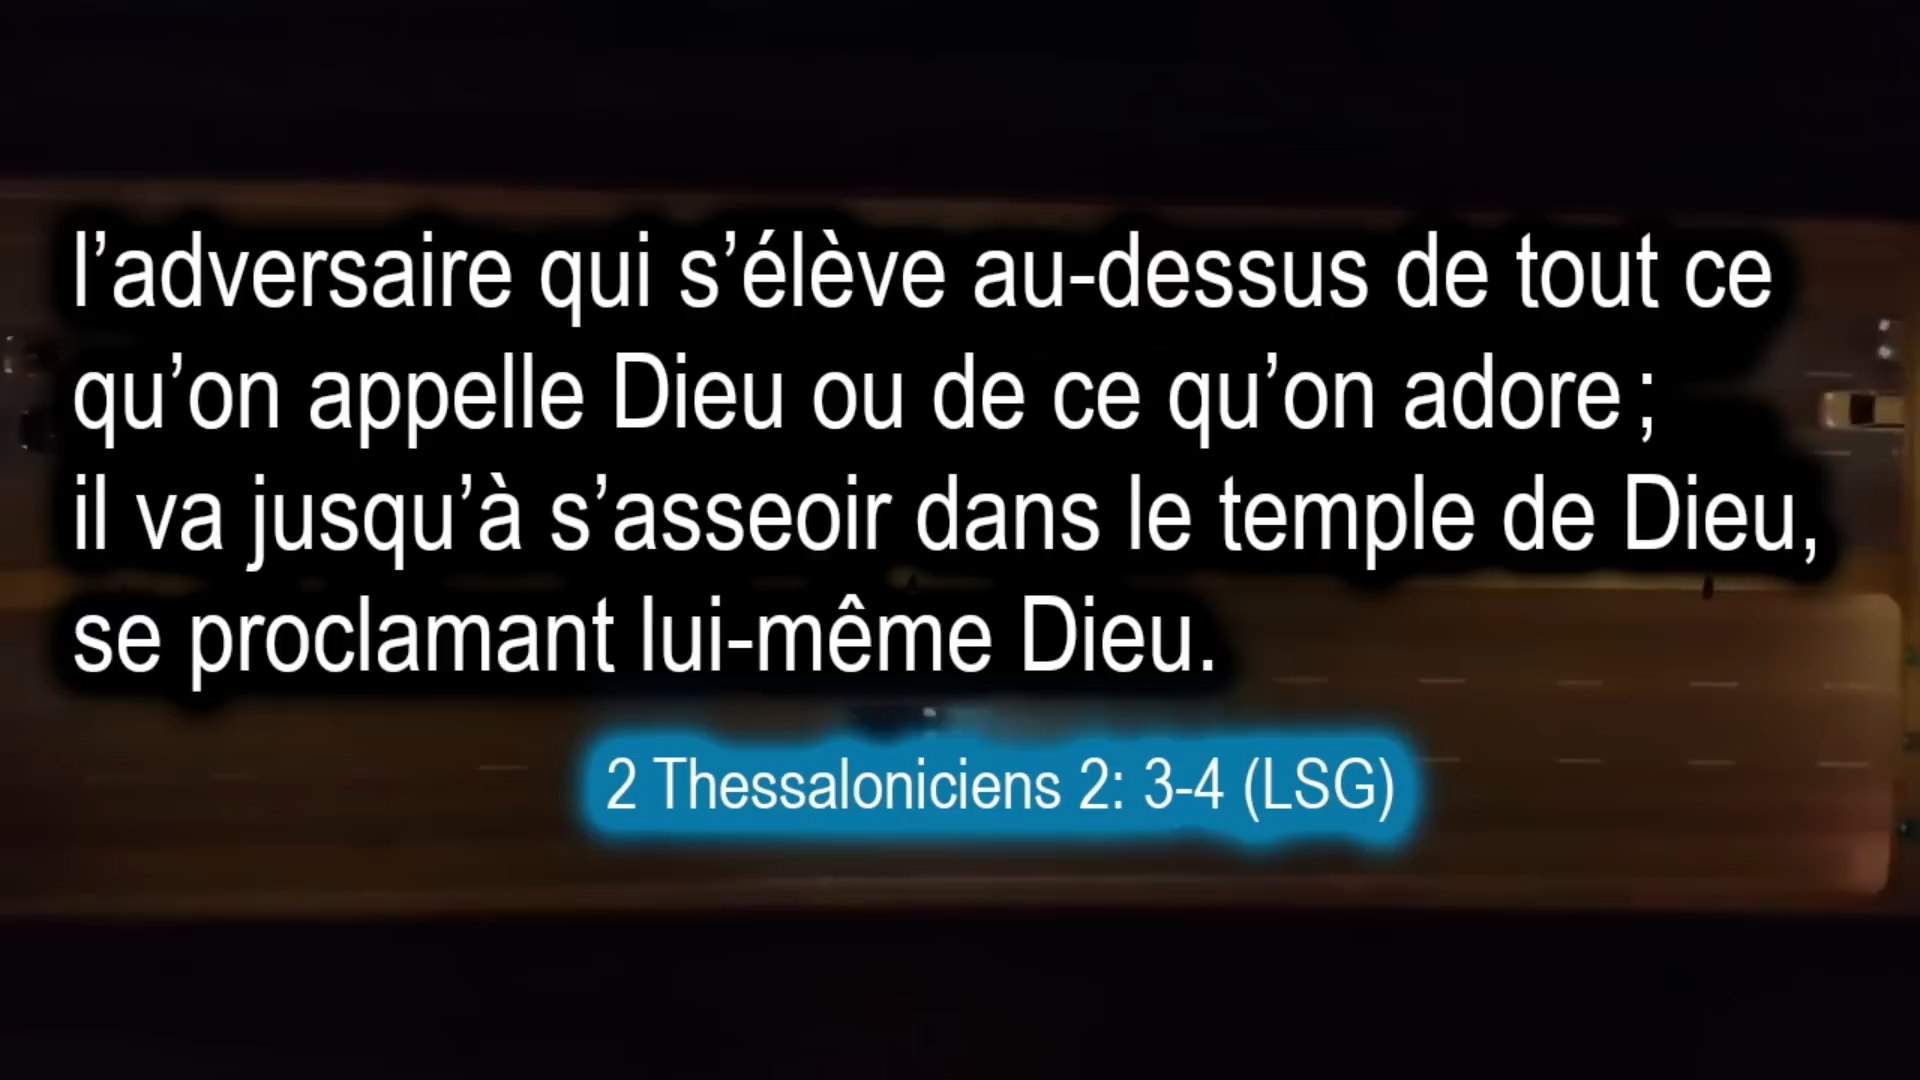 l’adversaire qui s’élève au-dessus de tout ce
qu’on appelle Dieu ou de ce qu’on adore ;
il va jusqu’à s’asseoir dans le temple de Dieu,
se proclamant lui-même Dieu.
2 Thessaloniciens 2: 3-4 (LSG)